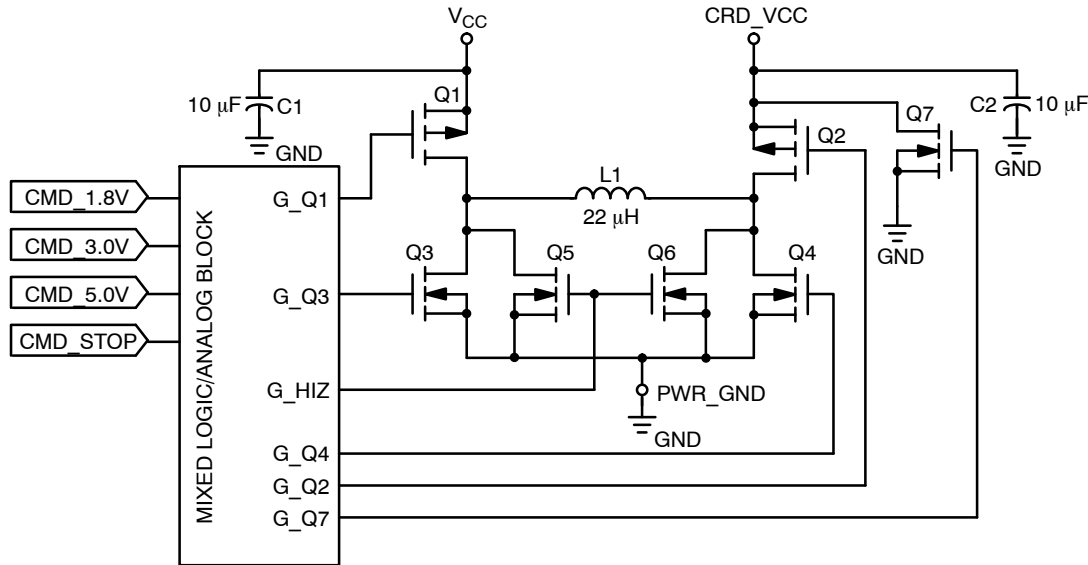 V_CC
CRD_VCC
10 μF
C1
Q1
Q2
Q7
C2
10 μF
GND
GND
CMD_1.8V
G_Q1
L1
22 μH
CMD_3.0V
GND
Q3
Q5
Q6
Q4
CMD_5.0V
G_Q3
CMD_STOP
MIXED LOGIC/ANALOG BLOCK
G_HIZ
PWR_GND
GND
G_Q4
G_Q2
G_Q7